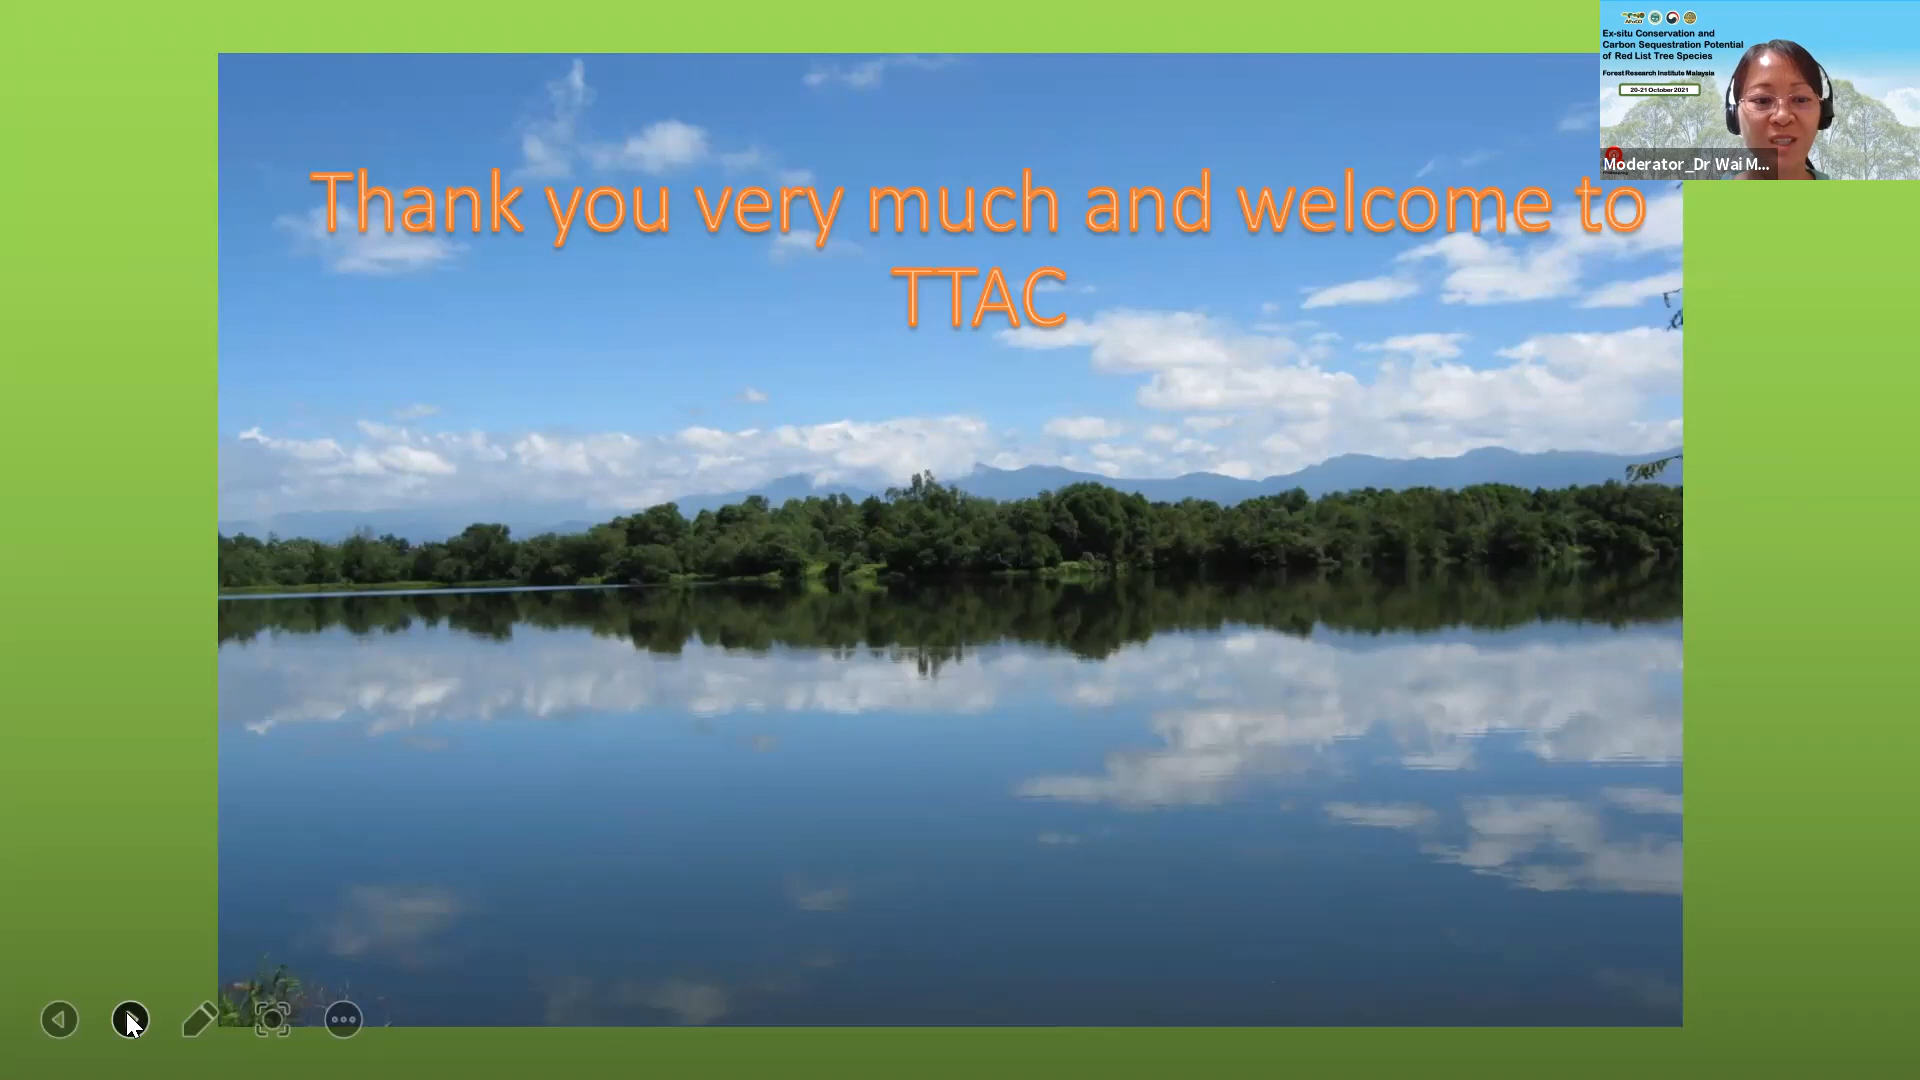 Thank you very much and welcome to
TTAC
Ex-situ Conservation and
Carbon Sequestration Potential
of Red List Tree Species
Forest Research Institute Malaysia
20-21 October 2021
Moderator_Dr Wai M...